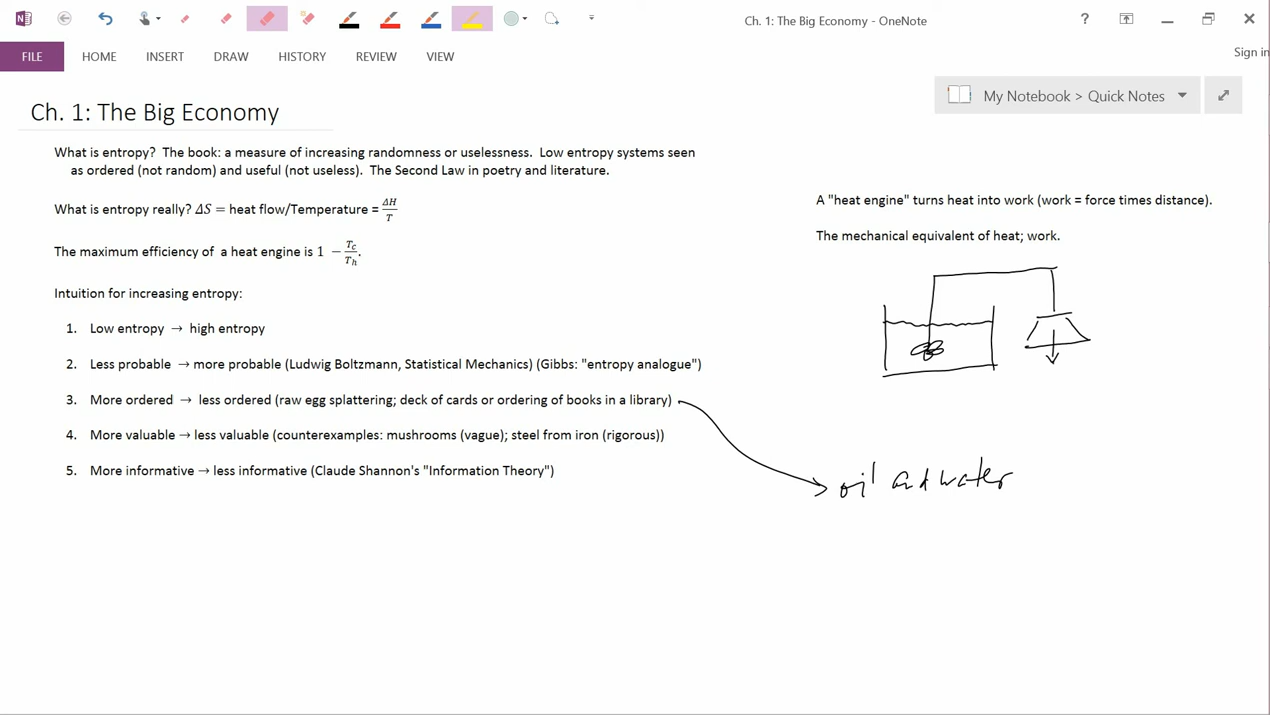 Ch. 1: The Big Economy - OneNote
?
FILE HOME INSERT DRAW HISTORY REVIEW VIEW
Sign in
My Notebook > Quick Notes
Ch. 1: The Big Economy
What is entropy? The book: a measure of increasing randomness or uselessness. Low entropy systems seen
as ordered (not random) and useful (not useless). The Second Law in poetry and literature.
What is entropy really? ΔS = heat flow/Temperature = ΔH/T
The maximum efficiency of a heat engine is 1 − T_c/T_h.
Intuition for increasing entropy:
1. Low entropy → high entropy
2. Less probable → more probable (Ludwig Boltzmann, Statistical Mechanics) (Gibbs: "entropy analogue")
3. More ordered → less ordered (raw egg splattering; deck of cards or ordering of books in a library)
4. More valuable → less valuable (counterexamples: mushrooms (vague); steel from iron (rigorous))
5. More informative → less informative (Claude Shannon's "Information Theory")
A "heat engine" turns heat into work (work = force times distance).
The mechanical equivalent of heat; work.
oil and water